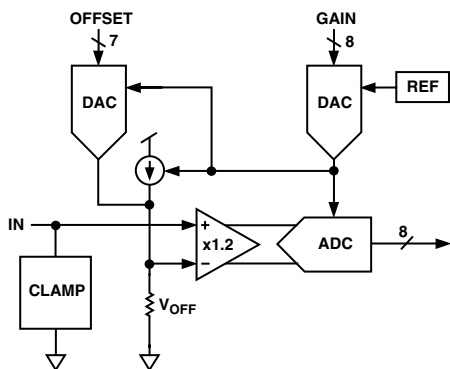 OFFSET
GAIN
7
8
DAC
DAC
REF
IN
+
x1.2
−
ADC
8
CLAMP
VOFF